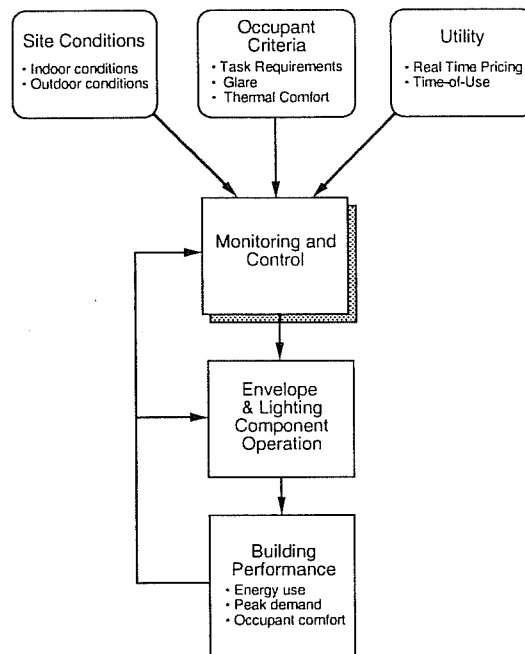 Site Conditions
• Indoor conditions
• Outdoor conditions
Occupant
Criteria
• Task Requirements
• Glare
• Thermal Comfort
Utility
• Real Time Pricing
• Time-of-Use
Monitoring and
Control
Envelope
& Lighting
Component
Operation
Building
Performance
• Energy use
• Peak demand
• Occupant comfort